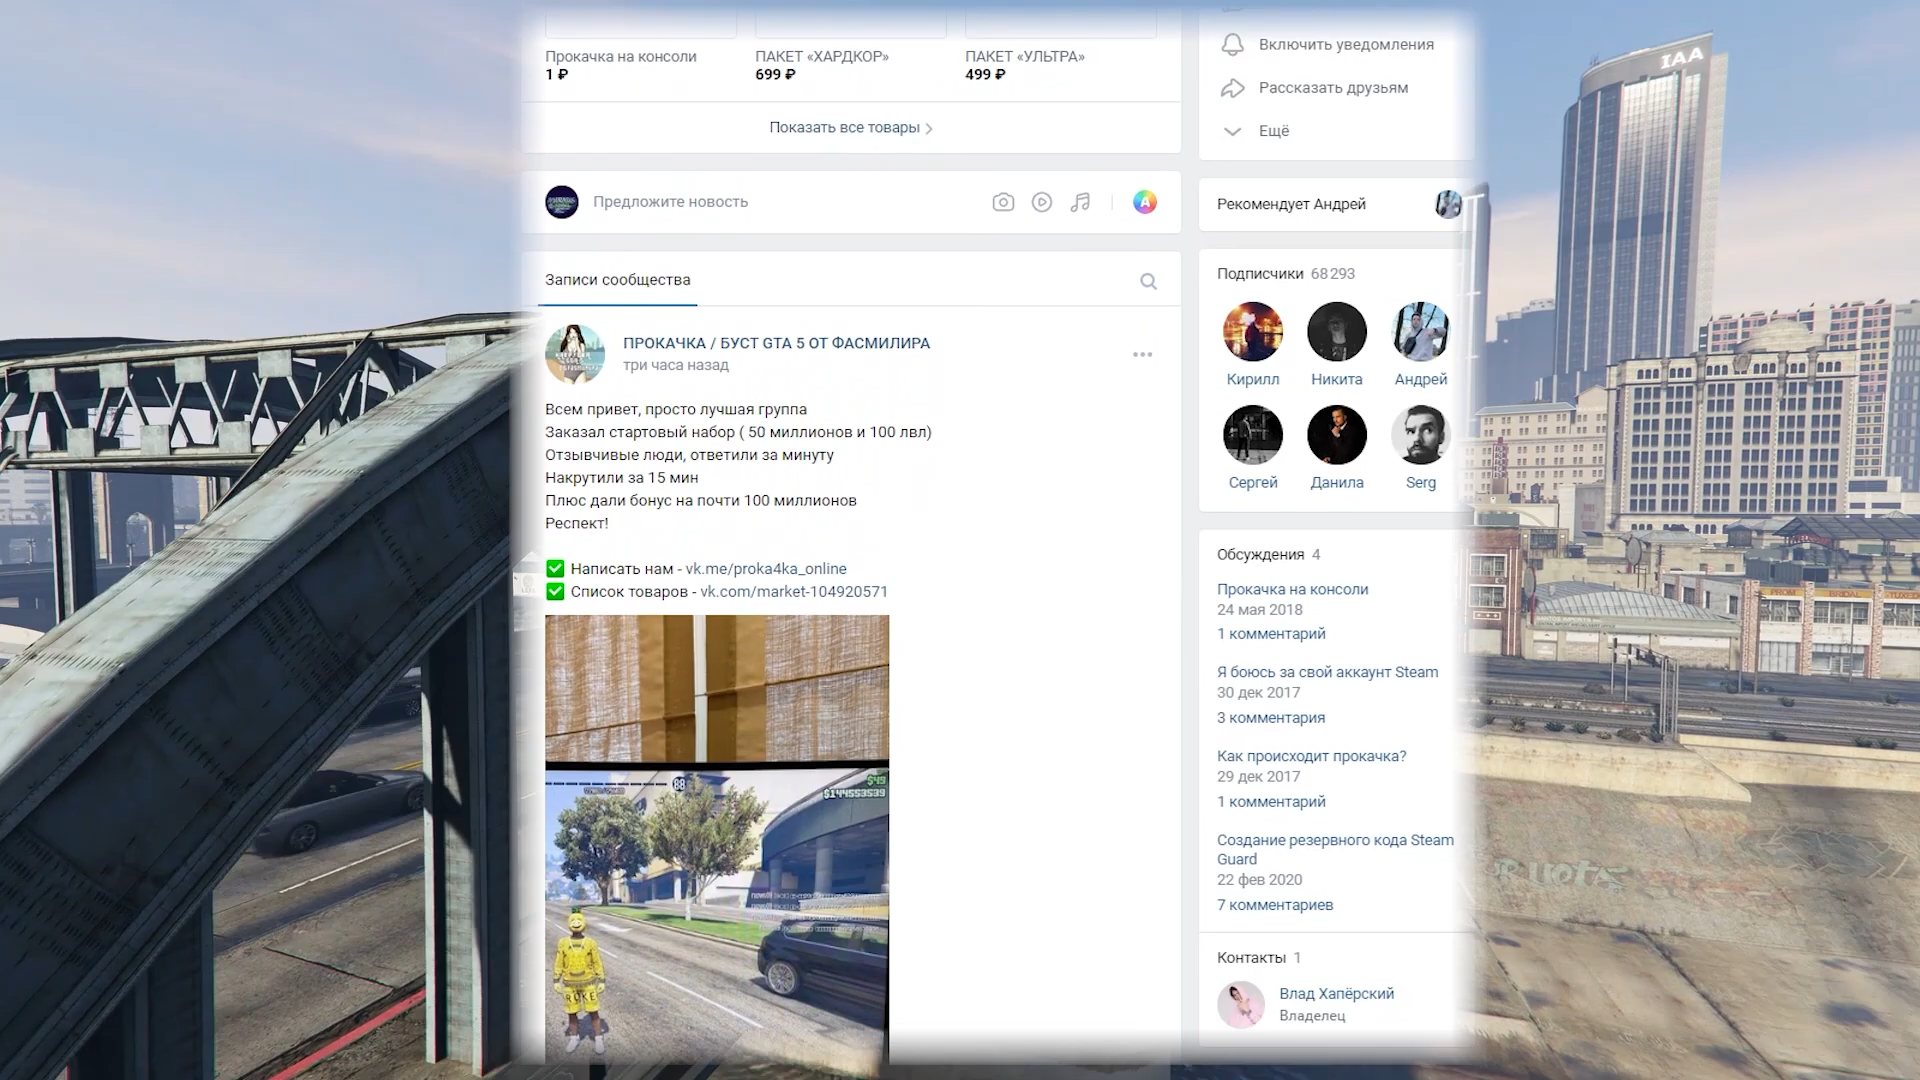 Прокачка на консоли
1 ₽
ПАКЕТ «ХАРДКОР»
699 ₽
ПАКЕТ «УЛЬТРА»
499 ₽
Показать все товары
Предложите новость
Записи сообщества
ПРОКАЧКА / БУСТ GTA 5 ОТ ФАСМИЛИРА
три часа назад
Всем привет, просто лучшая группа
Заказал стартовый набор ( 50 миллионов и 100 лвл)
Отзывчивые люди, ответили за минуту
Накрутили за 15 мин
Плюс дали бонус на почти 100 миллионов
Респект!
✅ Написать нам - vk.me/proka4ka_online
✅ Список товаров - vk.com/market-104920571
88
$49
$144553539
Включить уведомления
Рассказать друзьям
Ещё
Рекомендует Андрей
Подписчики 68 293
Кирилл
Никита
Андрей
Сергей
Данила
Serg
Обсуждения 4
Прокачка на консоли
24 мая 2018
1 комментарий
Я боюсь за свой аккаунт Steam
30 дек 2017
3 комментария
Как происходит прокачка?
29 дек 2017
1 комментарий
Создание резервного кода Steam
Guard
22 фев 2020
7 комментариев
Контакты 1
Влад Хапёрский
Владелец
IAA
PROM BRIDAL TUXED